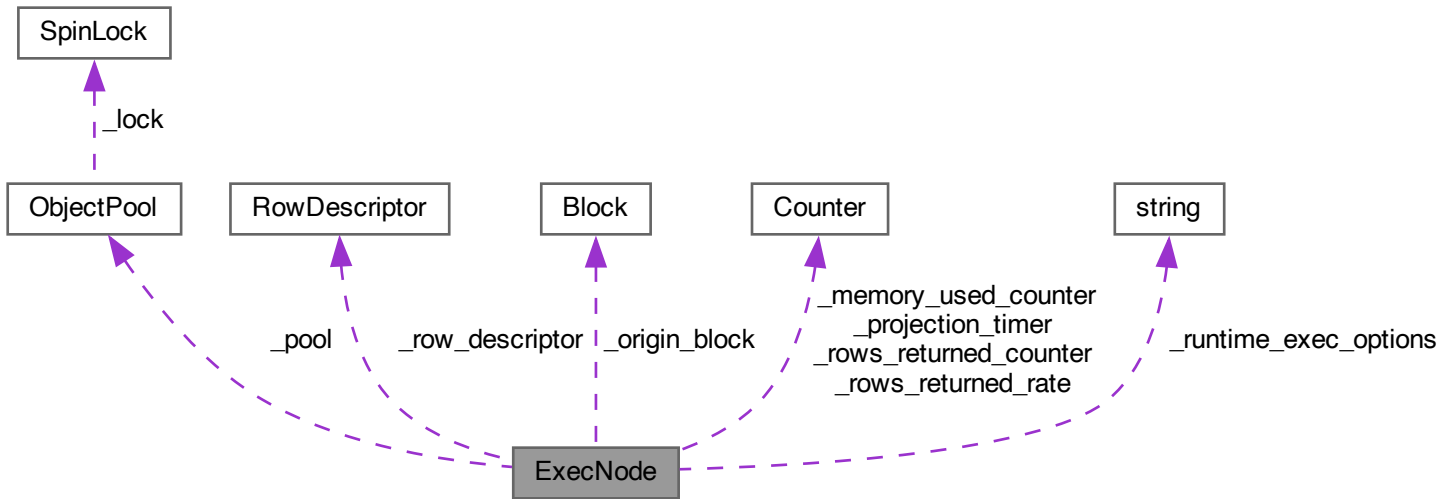 SpinLock
_lock
ObjectPool
RowDescriptor
Block
Counter
string
_pool
_row_descriptor
_origin_block
_memory_used_counter
_projection_timer
_rows_returned_counter
_rows_returned_rate
_runtime_exec_options
ExecNode